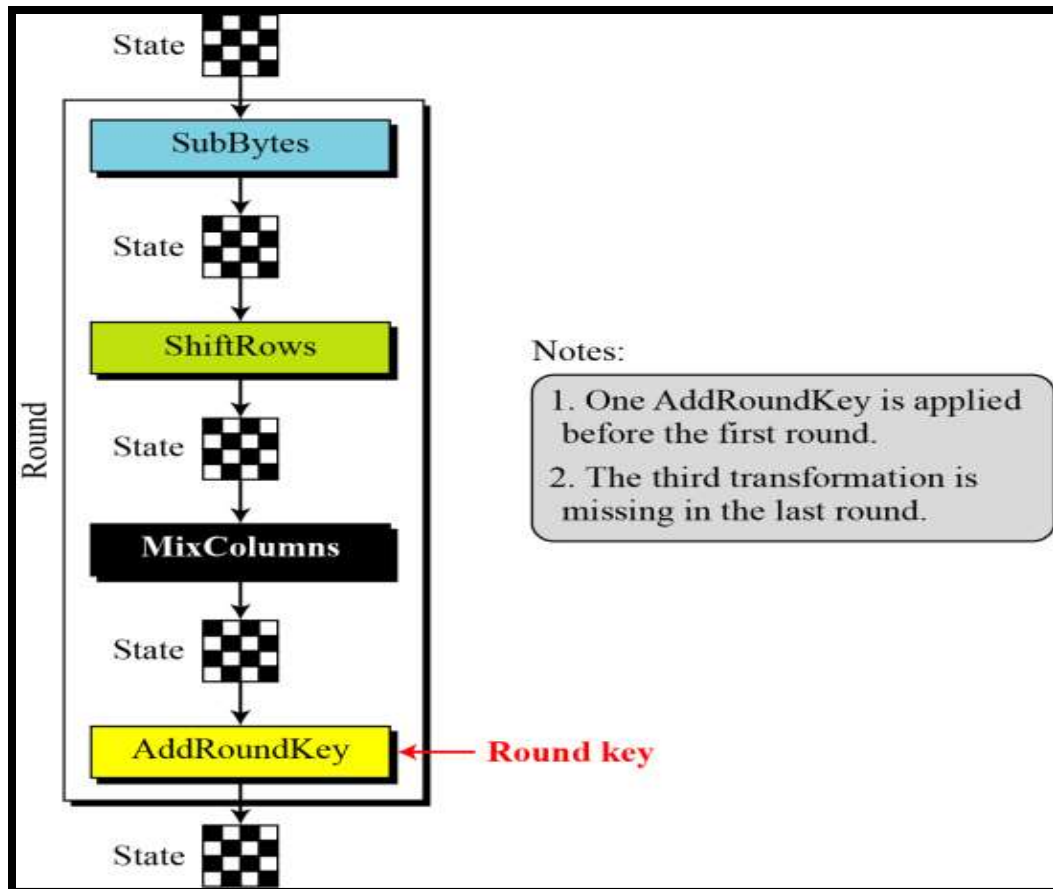 State
SubBytes
State
ShiftRows
State
MixColumns
State
AddRoundKey
Round key
State
Round
Notes:
1. One AddRoundKey is applied
before the first round.
2. The third transformation is
missing in the last round.